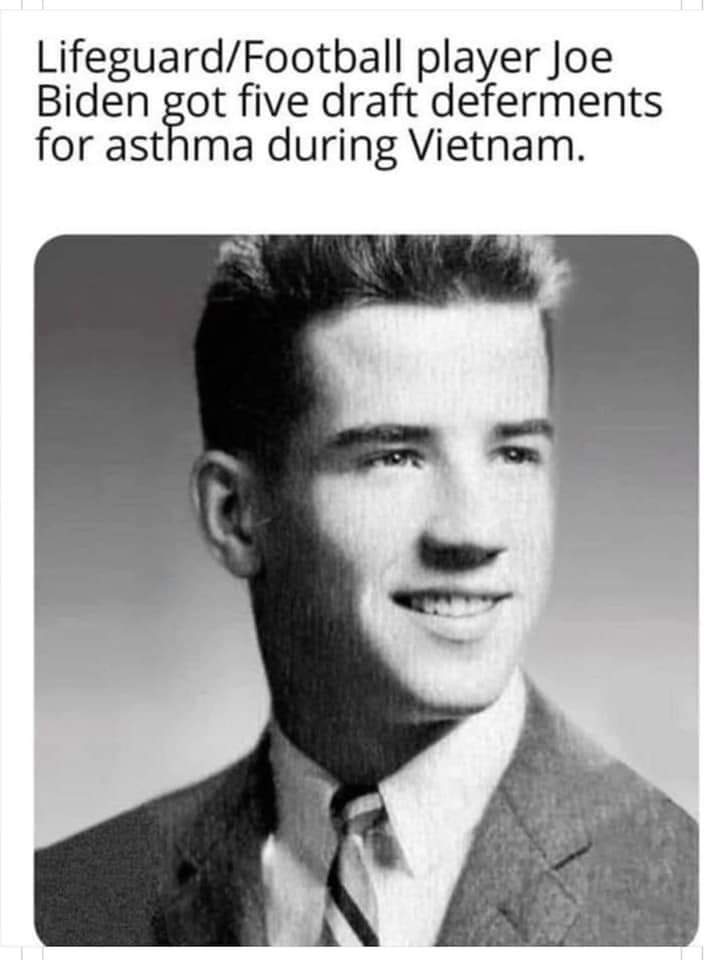 Lifeguard/Football player Joe
Biden got five draft deferments
for asthma during Vietnam.